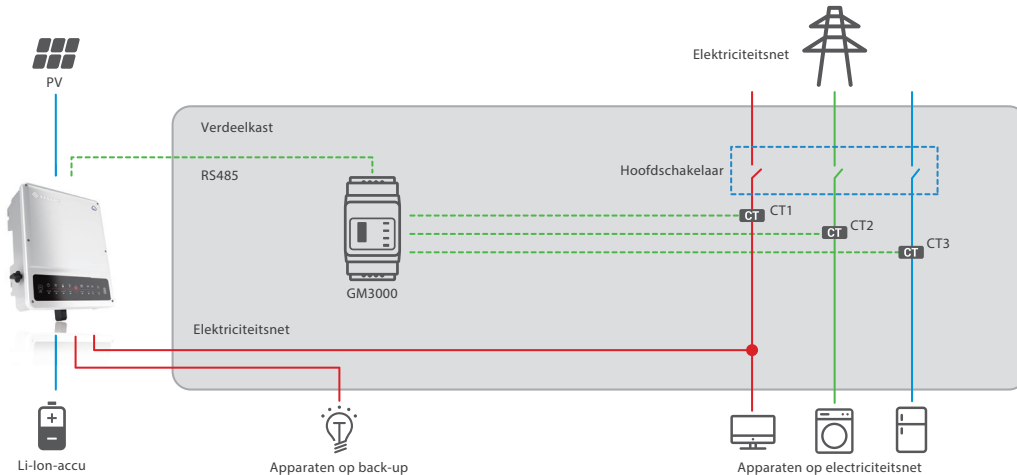 Elektriciteitsnet
PV
Verdeelkast
RS485
Hoofdschakelaar
CT CT1
CT CT2
CT CT3
GM3000
Elektriciteitsnet
Li-Ion-accu
Apparaten op back-up
Apparaten op electriciteitsnet